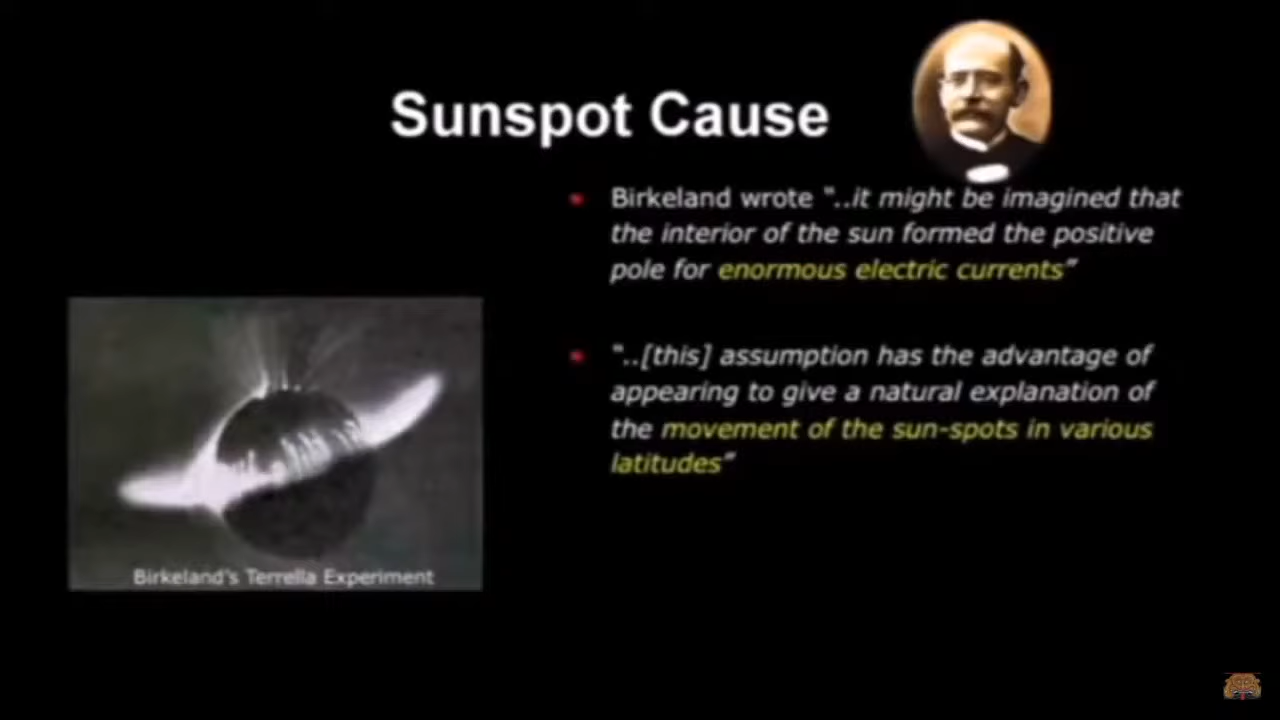 Sunspot Cause
Birkeland wrote “..it might be imagined that
the interior of the sun formed the positive
pole for enormous electric currents”
“..[this] assumption has the advantage of
appearing to give a natural explanation of
the movement of the sun-spots in various
latitudes”
Birkeland's Terrella Experiment